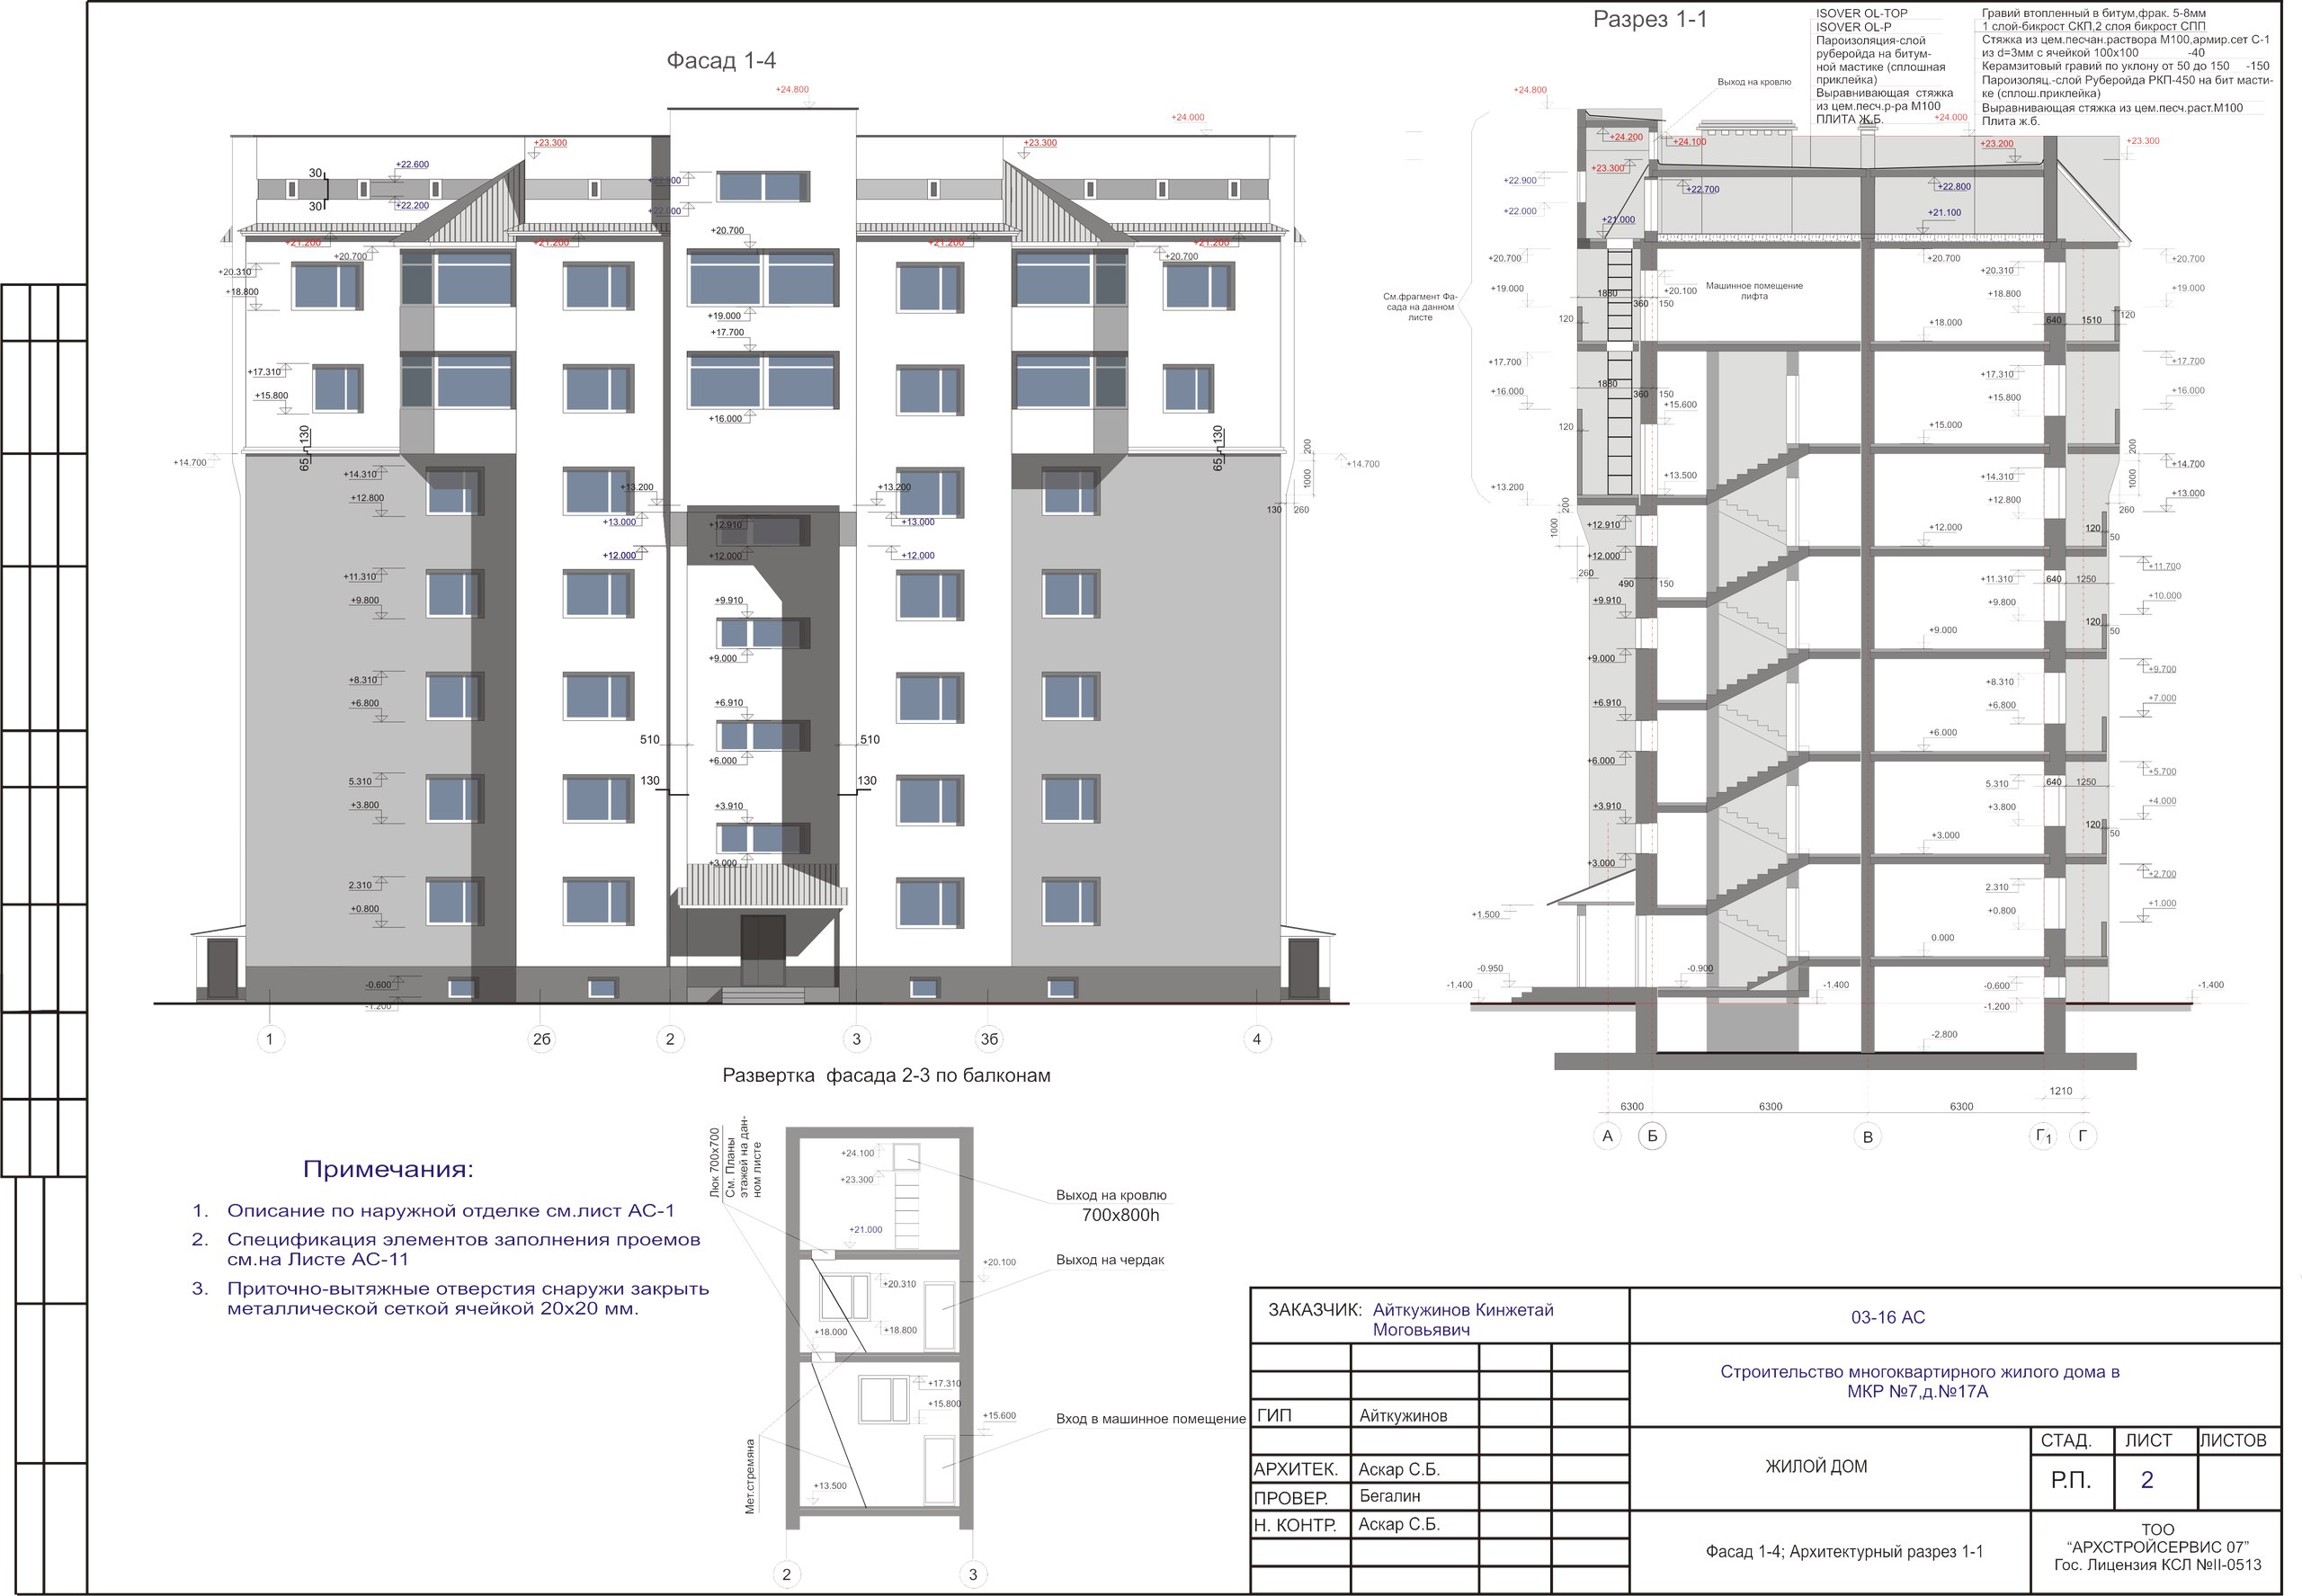 Фасад 1-4
+24.800
+24.000
+23.300
+23.300
30
30
+22.600
+22.200
+22.900
+22.000
+21.200
+21.200
+21.200
+21.200
+20.700
+20.700
+20.700
+20.310
+18.800
+19.000
+17.700
+17.310
+15.800
+16.000
130
65
130
65
200
1000
130
260
+14.700
+14.700
+14.310
+12.800
+13.200
+13.200
+13.000
+13.000
+12.910
+12.000
+12.000
+12.000
+11.310
+9.800
+9.910
+9.000
+8.310
+6.800
+6.910
510
510
+6.000
5.310
+3.800
130
130
+3.910
+3.000
2.310
+0.800
-0.600
-1.200
1
2б
2
3
3б
4
Разрез 1-1
ISOVER OL-TOP
ISOVER OL-P
Пароизоляция-слой
рубероида на битум-
ной мастике (сплошная
приклейка)
Выравнивающая стяжка
из цем.песч.р-ра М100
ПЛИТА Ж.Б.
Гравий втопленный в битум,фрак. 5-8мм
1 слой-бикрост СКП,2 слоя бикрост СПП
Стяжка из цем.песчан.раствора М100,армир.сет С-1
из d=3мм с ячейкой 100х100 -40
Керамзитовый гравий по уклону от 50 до 150 -150
Пароизоляц.-слой Руберойда РКП-450 на бит масти-
ке (сплош.приклейка)
Выравнивающая стяжка из цем.песч.раст.М100
Плита ж.б.
Выход на кровлю
+24.800
+24.200
+24.100
+24.000
+23.300
+23.200
+23.300
+22.900
+22.700
+22.800
+22.000
+21.000
+21.100
+20.700
+20.700
+20.310
+20.700
+19.000
+20.100
Машинное помещение
лифта
+18.800
+19.000
См.фрагмент Фа-
сада на данном
листе
1880
360
150
120
+18.000
640
1510
120
+17.700
+17.310
+17.700
+16.000
1880
360
150
+15.600
+15.800
+16.000
120
+15.000
200
1000
+14.310
+14.700
+13.200
+13.500
+12.800
+13.000
200
1000
260
+12.910
+12.000
+12.000
120
50
260
490
150
+11.310
640
1250
+11.700
+9.910
+9.800
+10.000
+9.000
+9.000
120
50
+8.310
+9.700
+6.910
+6.800
+7.000
+6.000
+6.000
5.310
640
1250
+5.700
+3.910
+3.800
+4.000
+3.000
+3.000
120
50
2.310
+2.700
+1.500
+0.800
+1.000
0.000
-0.950
-0.900
-1.400
-1.400
-0.600
-1.200
-1.400
-2.800
1210
6300
6300
6300
А
Б
В
Г1
Г
Развертка фасада 2-3 по балконам
Люк 700х700
См. Планы
этажей на дан-
ном листе
+24.100
+23.300
+21.000
Выход на кровлю
700х800h
Выход на чердак
+20.100
+20.310
+18.800
+18.000
+17.310
+15.800
+15.600
Вход в машинное помещение
+13.500
Мет.стремяна
2
3
Примечания:
1. Описание по наружной отделке см.лист АС-1
2. Спецификация элементов заполнения проемов
см.на Листе АС-11
3. Приточно-вытяжные отверстия снаружи закрыть
металлической сеткой ячейкой 20х20 мм.
ЗАКАЗЧИК: Айткужинов Кинжетай
Моговьявич
03-16 АС
Строительство многоквартирного жилого дома в
МКР №7,д.№17А
ГИП Айткужинов
АРХИТЕК. Аскар С.Б.
ПРОВЕР. Бегалин
Н. КОНТР. Аскар С.Б.
ЖИЛОЙ ДОМ
СТАД. ЛИСТ ЛИСТОВ
Р.П. 2
Фасад 1-4; Архитектурный разрез 1-1
ТОО
“АРХСТРОЙСЕРВИС 07”
Гос. Лицензия КСЛ №II-0513